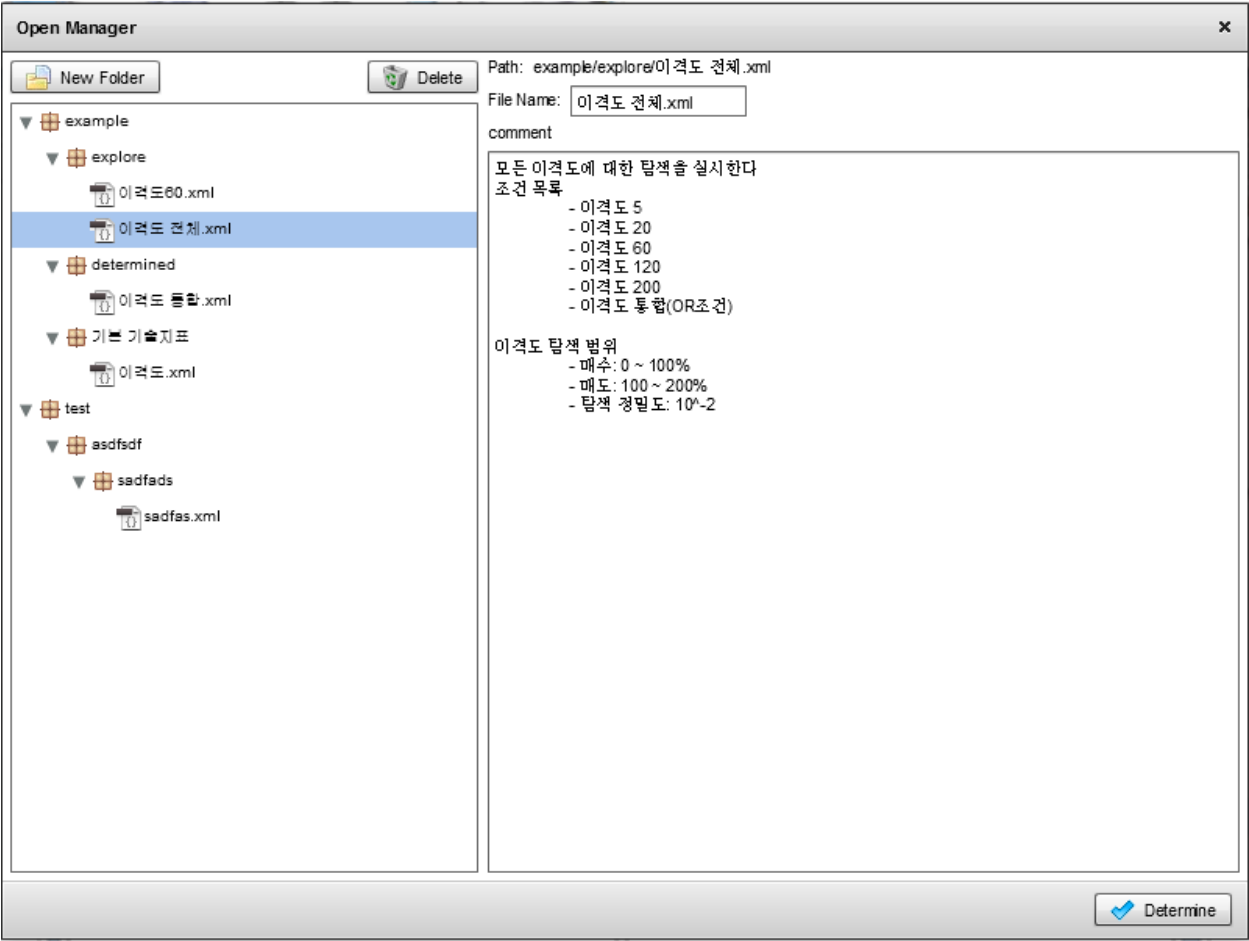 Open Manager
New Folder
Delete
example
explore
이격도60.xml
이격도 전체.xml
determined
이격도 통합.xml
기본 기술지표
이격도.xml
test
asdfsdf
sadfads
sadfas.xml
Path: example/explore/이격도 전체.xml
File Name: 이격도 전체.xml
comment
모든 이격도에 대한 탐색을 실시한다
조건 목록
- 이격도 5
- 이격도 20
- 이격도 60
- 이격도 120
- 이격도 200
- 이격도 통합(OR조건)
이격도 탐색 범위
- 매수: 0 ~ 100%
- 매도: 100 ~ 200%
- 탐색 정밀도: 10^-2
Determine